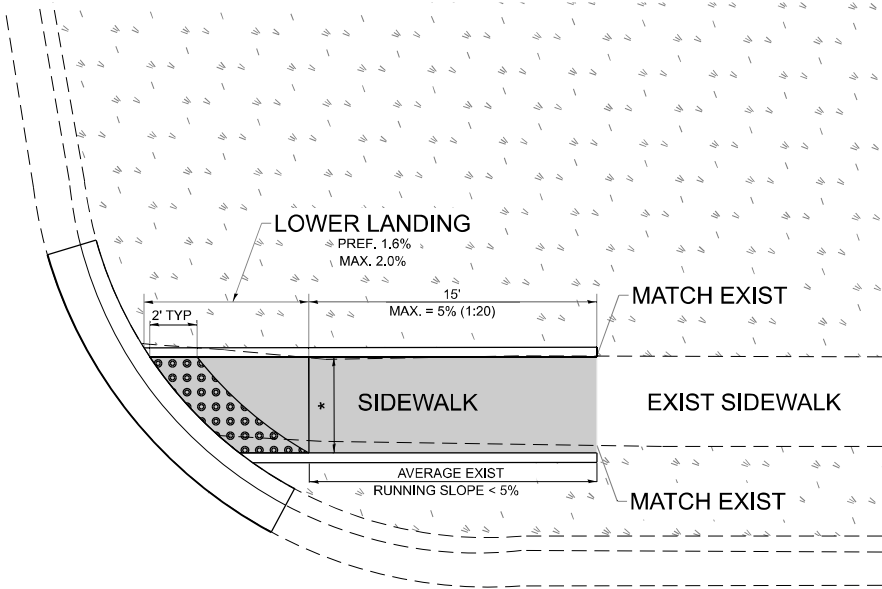 LOWER LANDING
PREF. 1.6%
MAX. 2.0%
15'
MAX. = 5% (1:20)
MATCH EXIST
2' TYP
*
SIDEWALK
EXIST SIDEWALK
AVERAGE EXIST
RUNNING SLOPE < 5%
MATCH EXIST